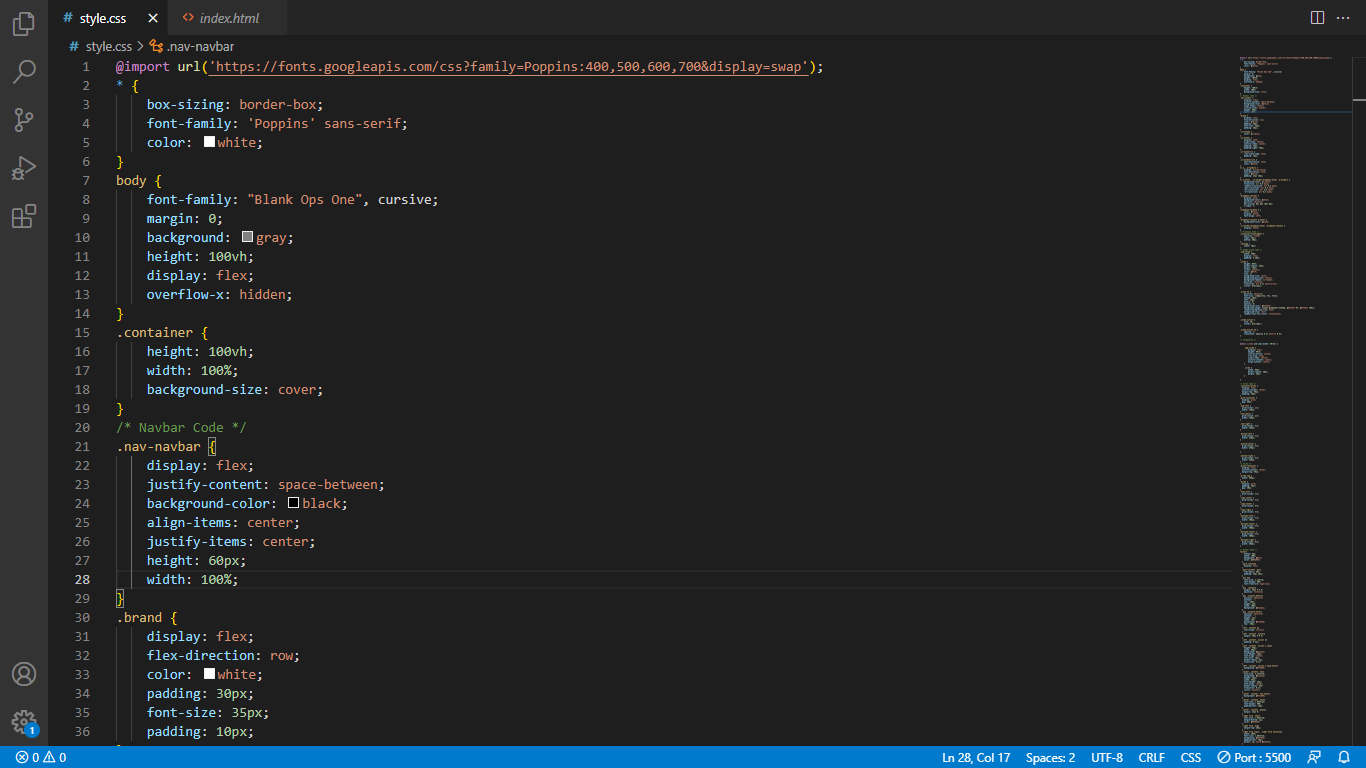 style.css
index.html
style.css > .nav-navbar
1 @import url('https://fonts.googleapis.com/css?family=Poppins:400,500,600,700&display=swap');
2 * {
3 box-sizing: border-box;
4 font-family: 'Poppins' sans-serif;
5 color: white;
6 }
7 body {
8 font-family: "Blank Ops One", cursive;
9 margin: 0;
10 background: gray;
11 height: 100vh;
12 display: flex;
13 overflow-x: hidden;
14 }
15 .container {
16 height: 100vh;
17 width: 100%;
18 background-size: cover;
19 }
20 /* Navbar Code */
21 .nav-navbar {
22 display: flex;
23 justify-content: space-between;
24 background-color: black;
25 align-items: center;
26 justify-items: center;
27 height: 60px;
28 width: 100%;
29 }
30 .brand {
31 display: flex;
32 flex-direction: row;
33 color: white;
34 padding: 30px;
35 font-size: 35px;
36 padding: 10px;
1
0 0
Ln 28, Col 17
Spaces: 2
UTF-8
CRLF
CSS
Port : 5500